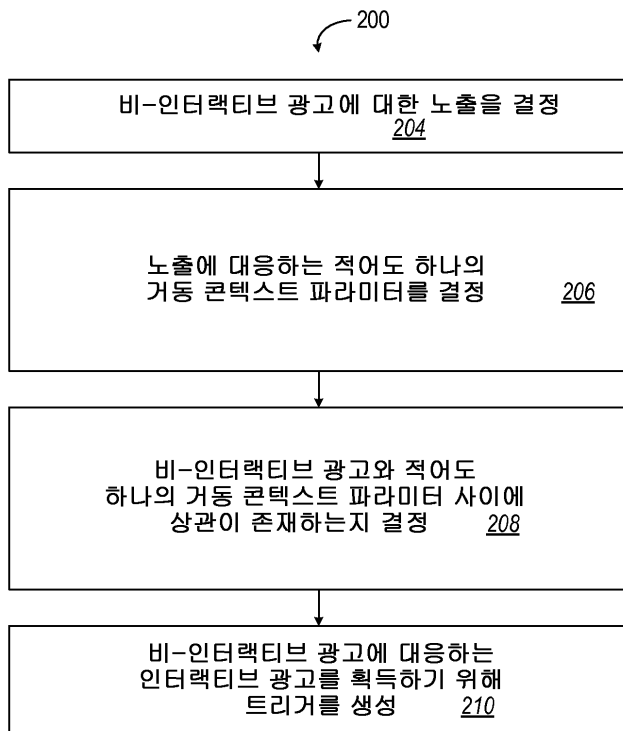 200
비-인터랙티브 광고에 대한 노출을 결정
204
노출에 대응하는 적어도 하나의
거동 콘텍스트 파라미터를 결정 206
비-인터랙티브 광고와 적어도
하나의 거동 콘텍스트 파라미터 사이에
상관이 존재하는지 결정 208
비-인터랙티브 광고에 대응하는
인터랙티브 광고를 획득하기 위해
트리거를 생성 210